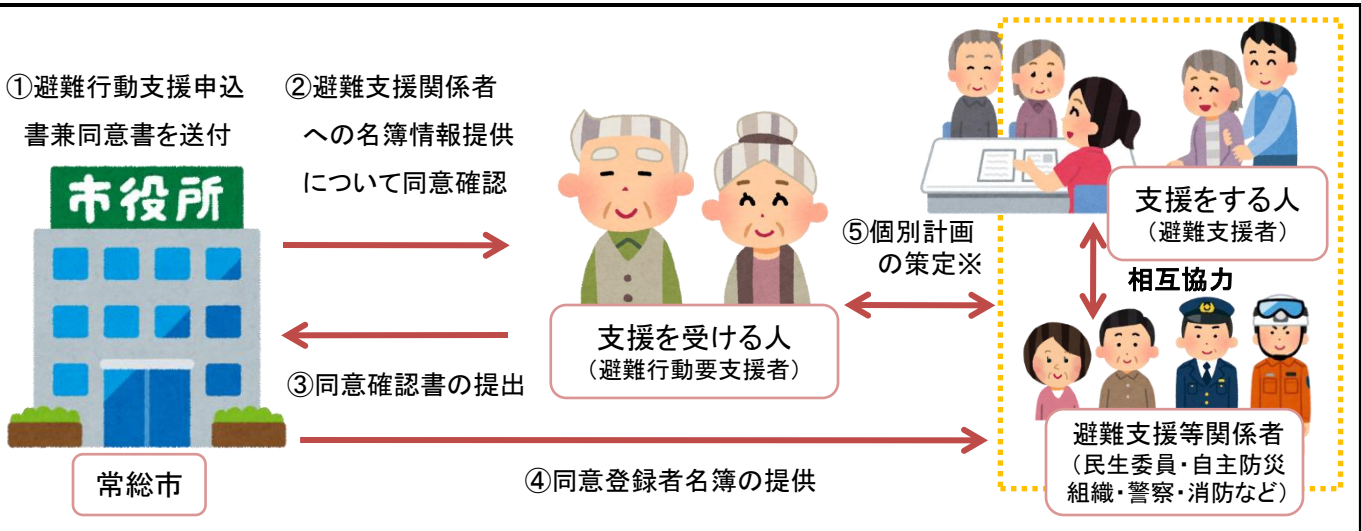 ①避難行動支援申込
書兼同意書を送付
②避難支援関係者
への名簿情報提供
について同意確認
市役所
常総市
支援を受ける人
（避難行動要支援者）
③同意確認書の提出
④同意登録者名簿の提供
⑤個別計画
の策定※
支援をする人
（避難支援者）
相互協力
避難支援等関係者
（民生委員・自主防災
組織・警察・消防など）